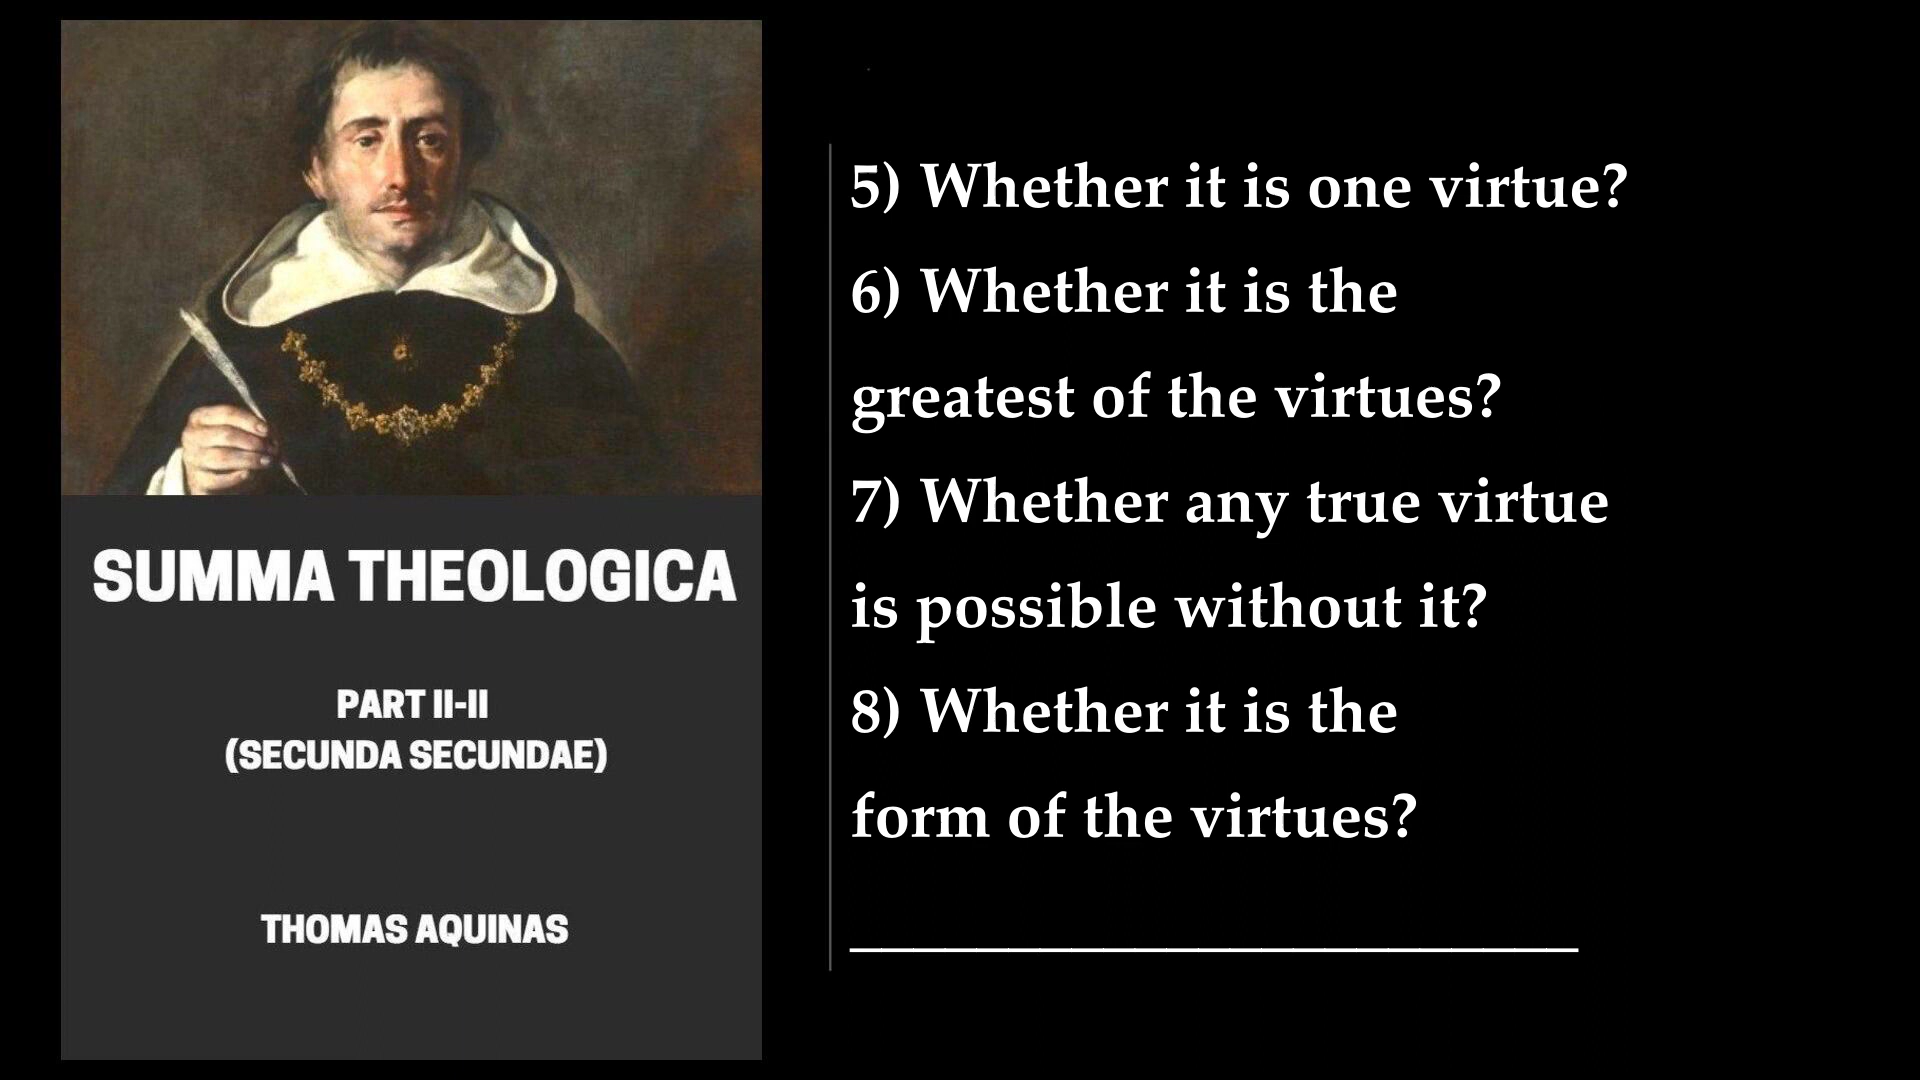 SUMMA THEOLOGICA
PART II-II
(SECUNDA SECUNDAE)
THOMAS AQUINAS
5) Whether it is one virtue?
6) Whether it is the
greatest of the virtues?
7) Whether any true virtue
is possible without it?
8) Whether it is the
form of the virtues?
_______________________